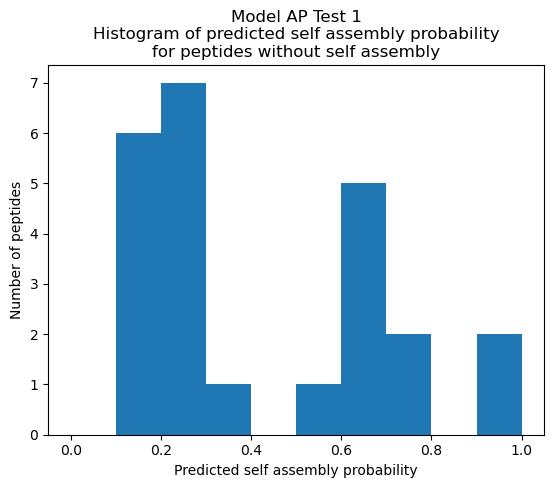 Model AP Test 1
Histogram of predicted self assembly probability
for peptides without self assembly
Number of peptides
7
6
5
4
3
2
1
0
0.0 0.2 0.4 0.6 0.8 1.0
Predicted self assembly probability